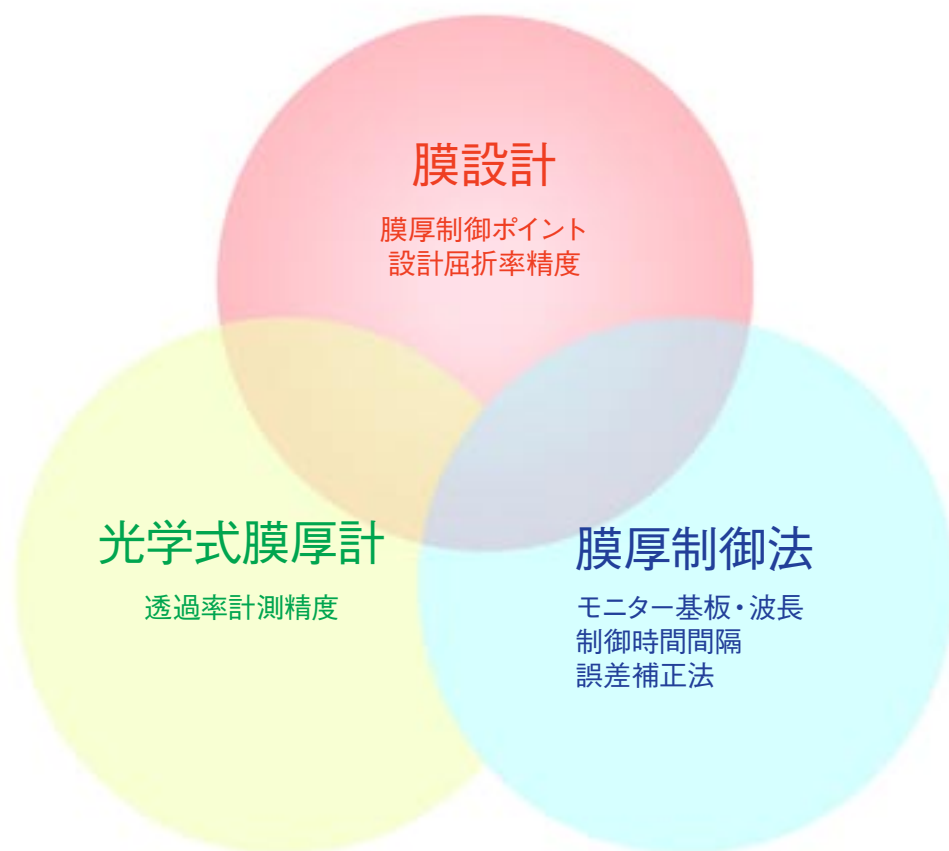 膜設計
膜厚制御ポイント
設計屈折率精度
光学式膜厚計
透過率計測精度
膜厚制御法
モニター基板・波長
制御時間間隔
誤差補正法